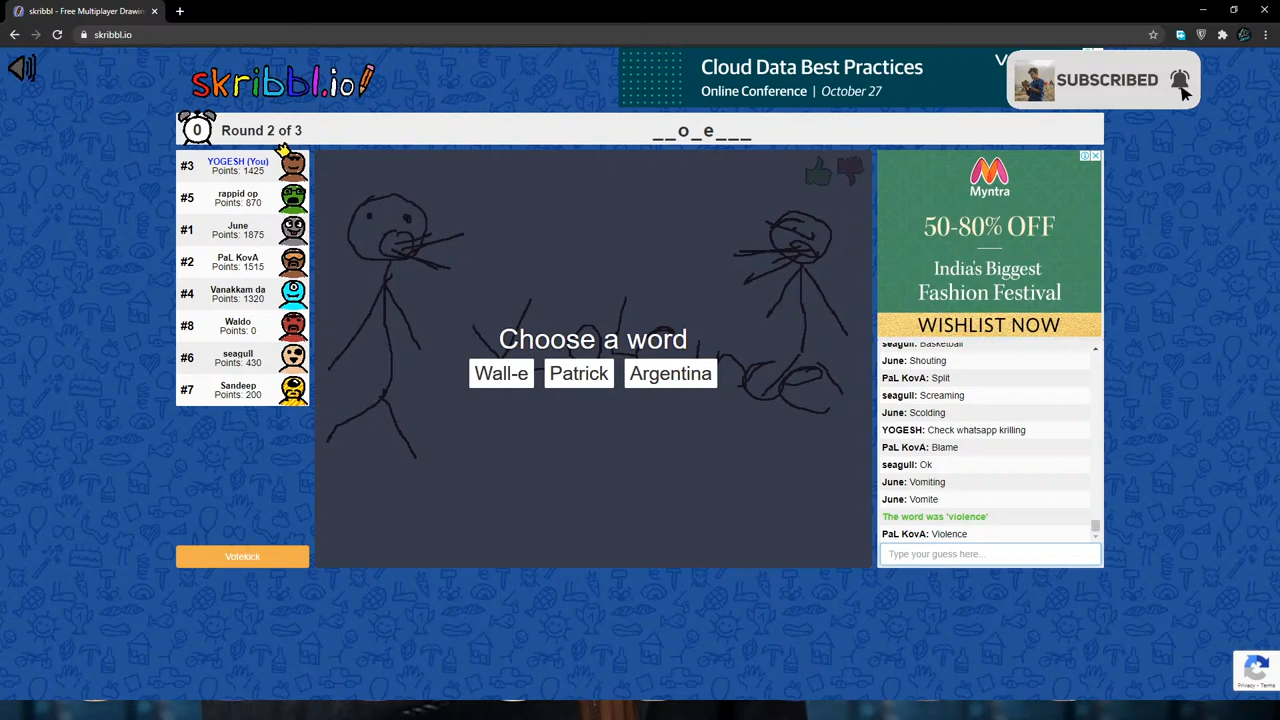 skribbl - Free Multiplayer Drawin
skribbl.io
skribbl.io
Cloud Data Best Practices
Online Conference | October 27
SUBSCRIBED
0
Round 2 of 3
__o_e___
#3 YOGESH (You)
Points: 1425
#5 rappid op
Points: 870
#1 June
Points: 1875
#2 PaL KovA
Points: 1515
#4 Vanakkam da
Points: 1320
#8 Waldo
Points: 0
#6 seagull
Points: 430
#7 Sandeep
Points: 200
Votekick
Choose a word
Wall-e Patrick Argentina
Myntra
50-80% OFF
India's Biggest
Fashion Festival
WISHLIST NOW
seagull: Basketball
June: Shouting
PaL KovA: Split
seagull: Screaming
June: Scolding
YOGESH: Check whatsapp krilling
PaL KovA: Blame
seagull: Ok
June: Vomiting
June: Vomite
The word was 'violence'
PaL KovA: Violence
Type your guess here...
Privacy - Terms